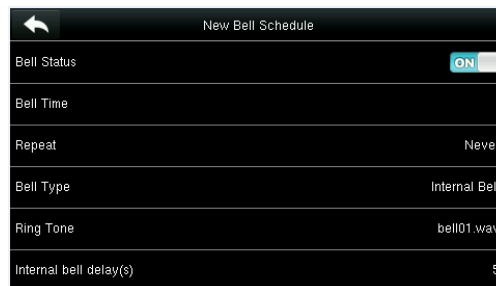 New Bell Schedule
Bell Status ON
Bell Time
Repeat Neve
Bell Type Internal Bel
Ring Tone bell01.wav
Internal bell delay(s) 5